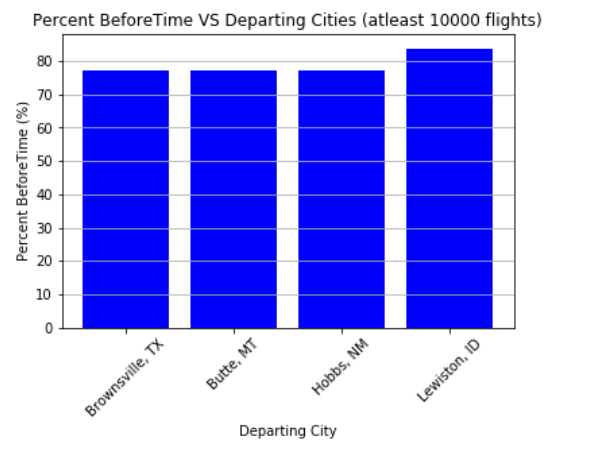 Percent BeforeTime VS Departing Cities (atleast 10000 flights)
Percent BeforeTime (%)
80
70
60
50
40
30
20
10
0
Brownsville, TX
Butte, MT
Hobbs, NM
Lewiston, ID
Departing City